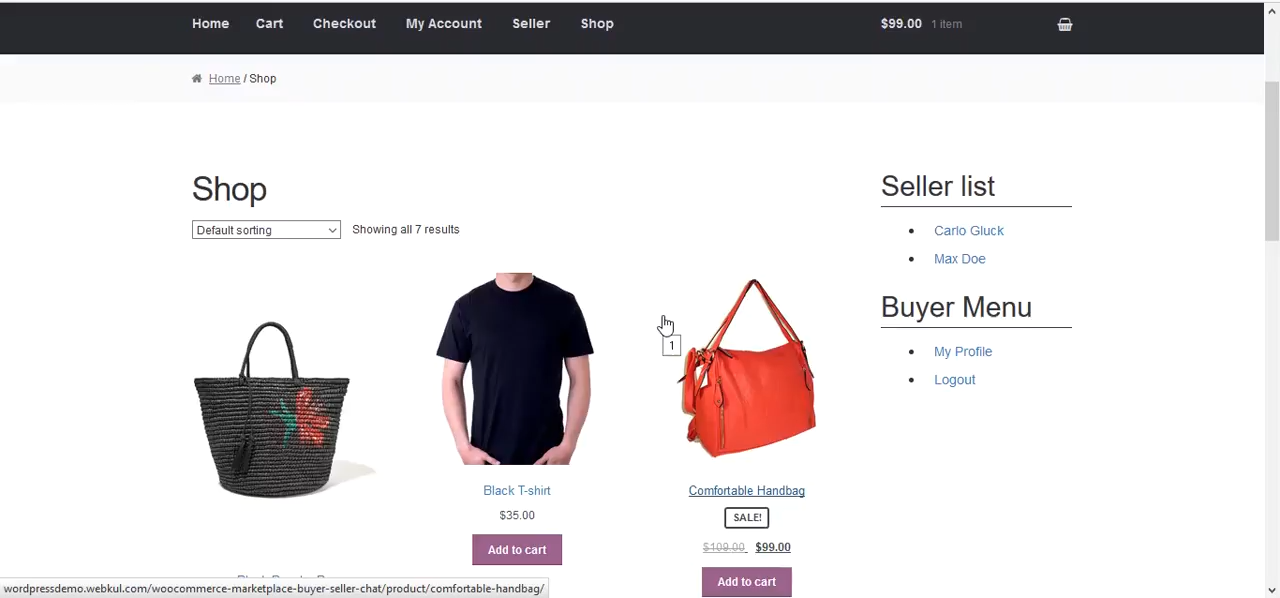 Home Cart Checkout My Account Seller Shop $99.00 1 item
Home / Shop
Shop
Default sorting Showing all 7 results
Seller list
Carlo Gluck
Max Doe
Buyer Menu
My Profile
Logout
1
Black T-shirt
$35.00
Add to cart
Comfortable Handbag
SALE!
$109.00 $99.00
Add to cart
wordpressdemo.webkul.com/woocommerce-marketplace-buyer-seller-chat/product/comfortable-handbag/